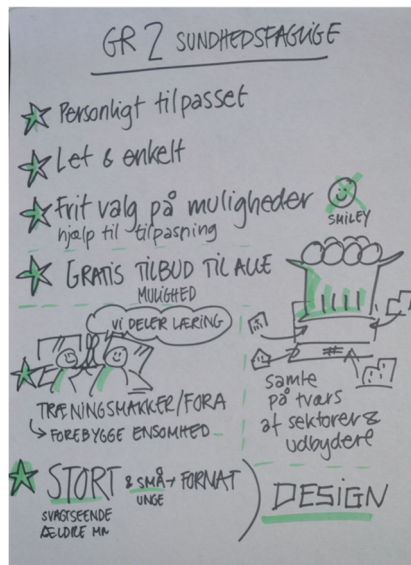 GR 2 SUNDHEDSFAGLIGE
Personligt tilpasset
Let & enkelt
Frit valg på muligheder
hjælp til tilpasning
SMILEY
GRATIS TILBUD TIL ALLE
MULIGHED
Vi DELER LÆRING
TRÆNINGSMAKKER/FORA
↳ FOREBYGGE ENSOMHED
samle
på tværs
af sektorer &
udbydere
STORT & SMÅ → FORMAT
UNGE
SVAGTSEENDE
ÆLDRE MM
DESIGN